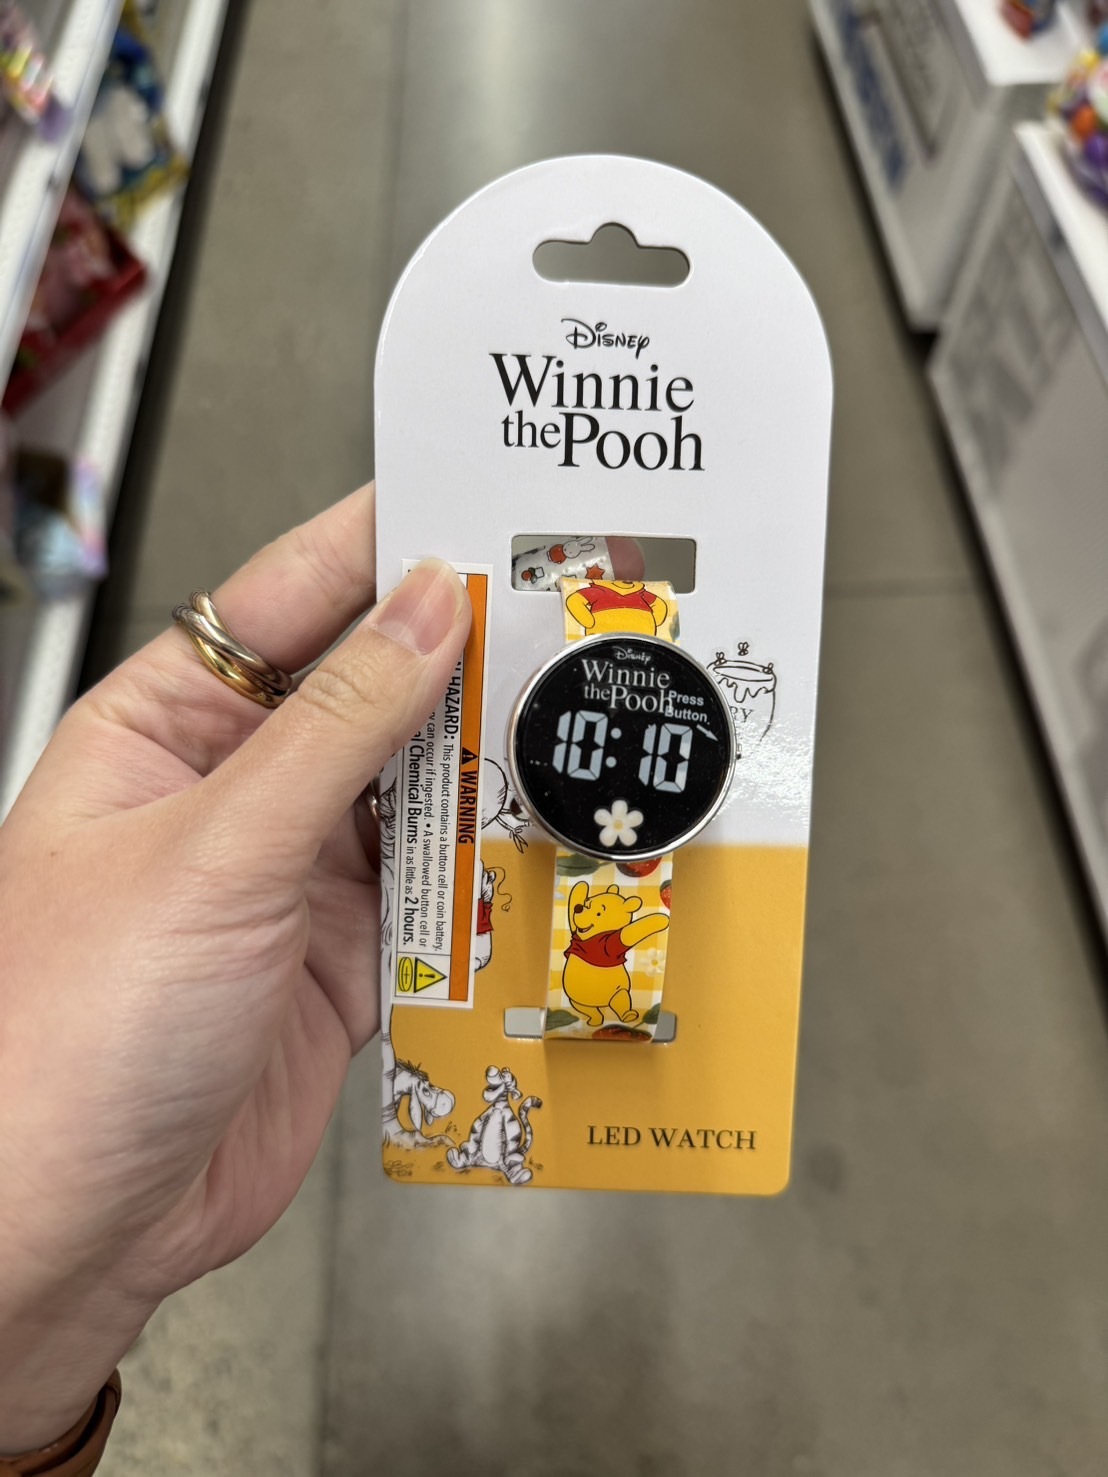 Disney
Winnie
the Pooh
Disney
Winnie
the Pooh
Press
Button
10:10
LED WATCH
WARNING
HAZARD: This product contains a button cell or coin battery.
can occur if ingested. • A swallowed button cell or
Chemical Burns in as little as 2 hours.